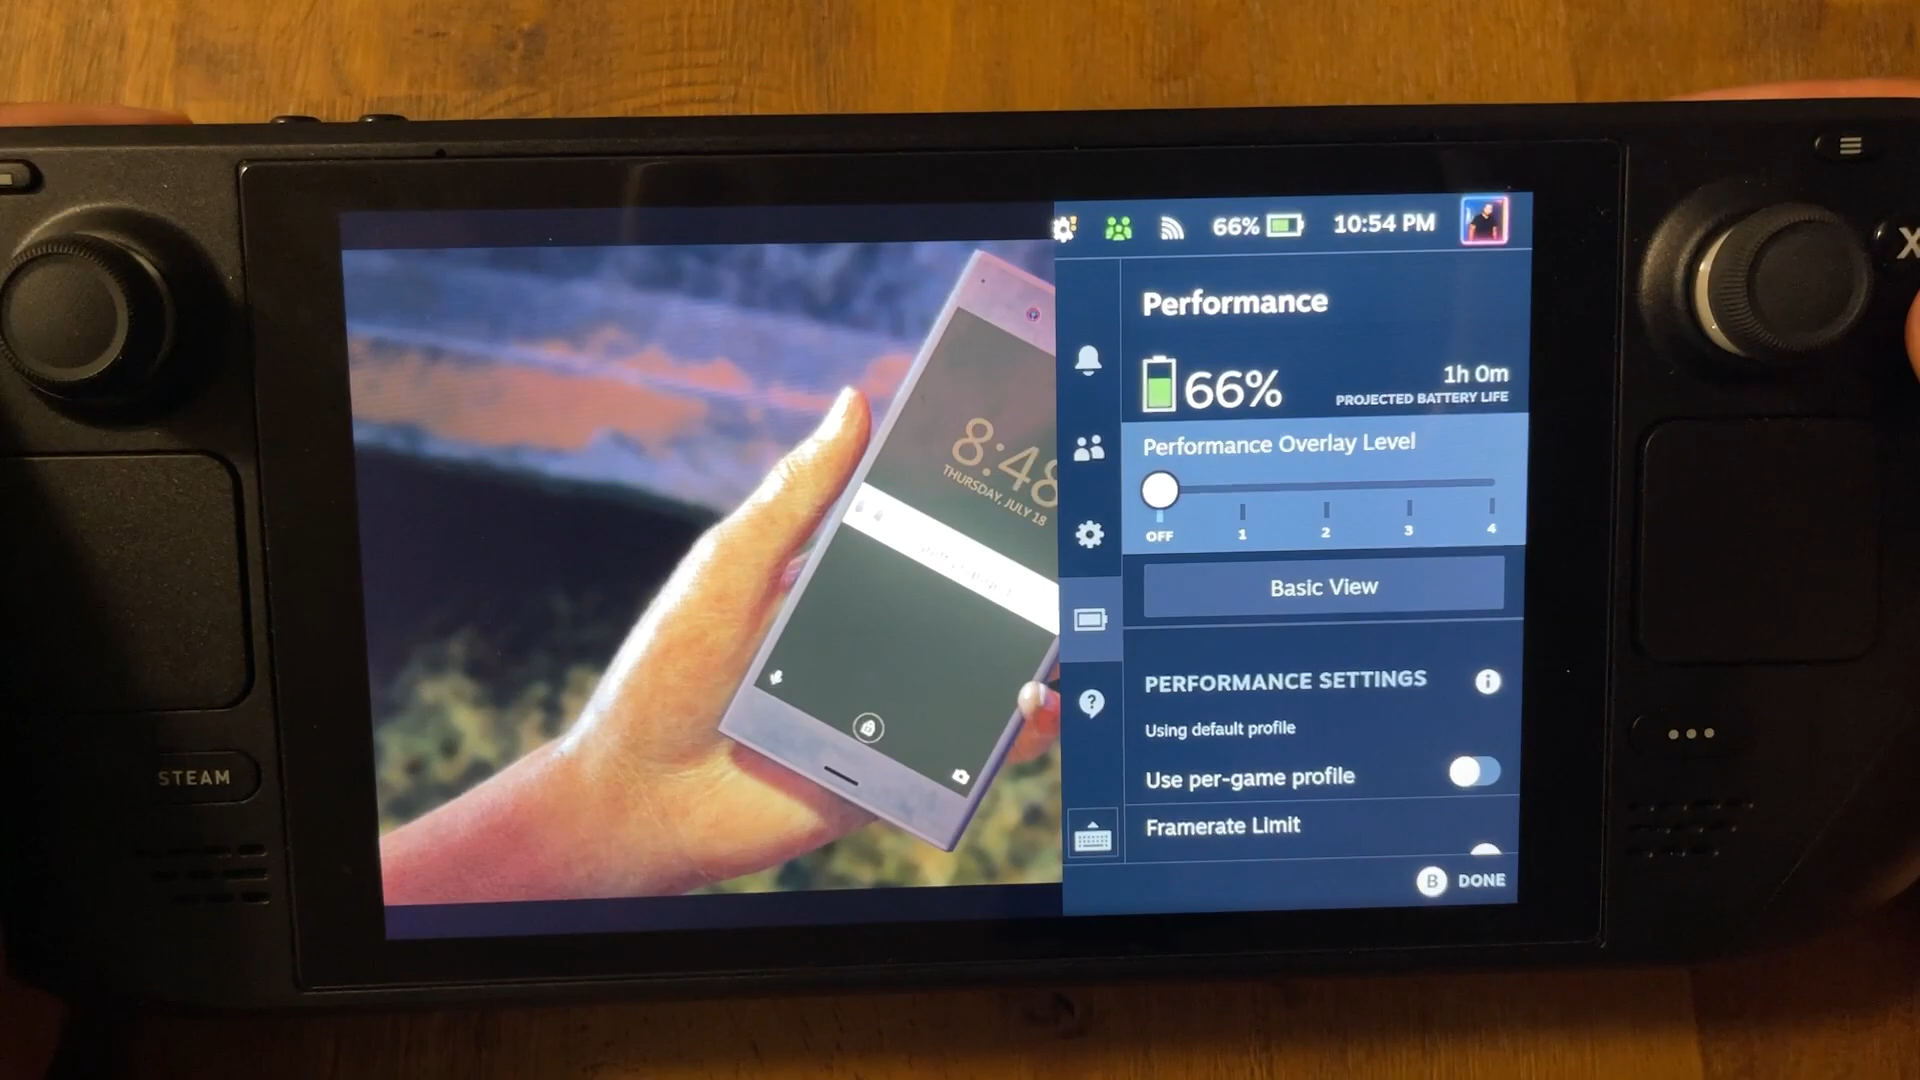 66%
10:54 PM
X
Performance
66%
1h 0m
PROJECTED BATTERY LIFE
Performance Overlay Level
OFF 1 2 3 4
Basic View
PERFORMANCE SETTINGS
Using default profile
Use per-game profile
Framerate Limit
B DONE
8:48
THURSDAY, JULY 18
STEAM